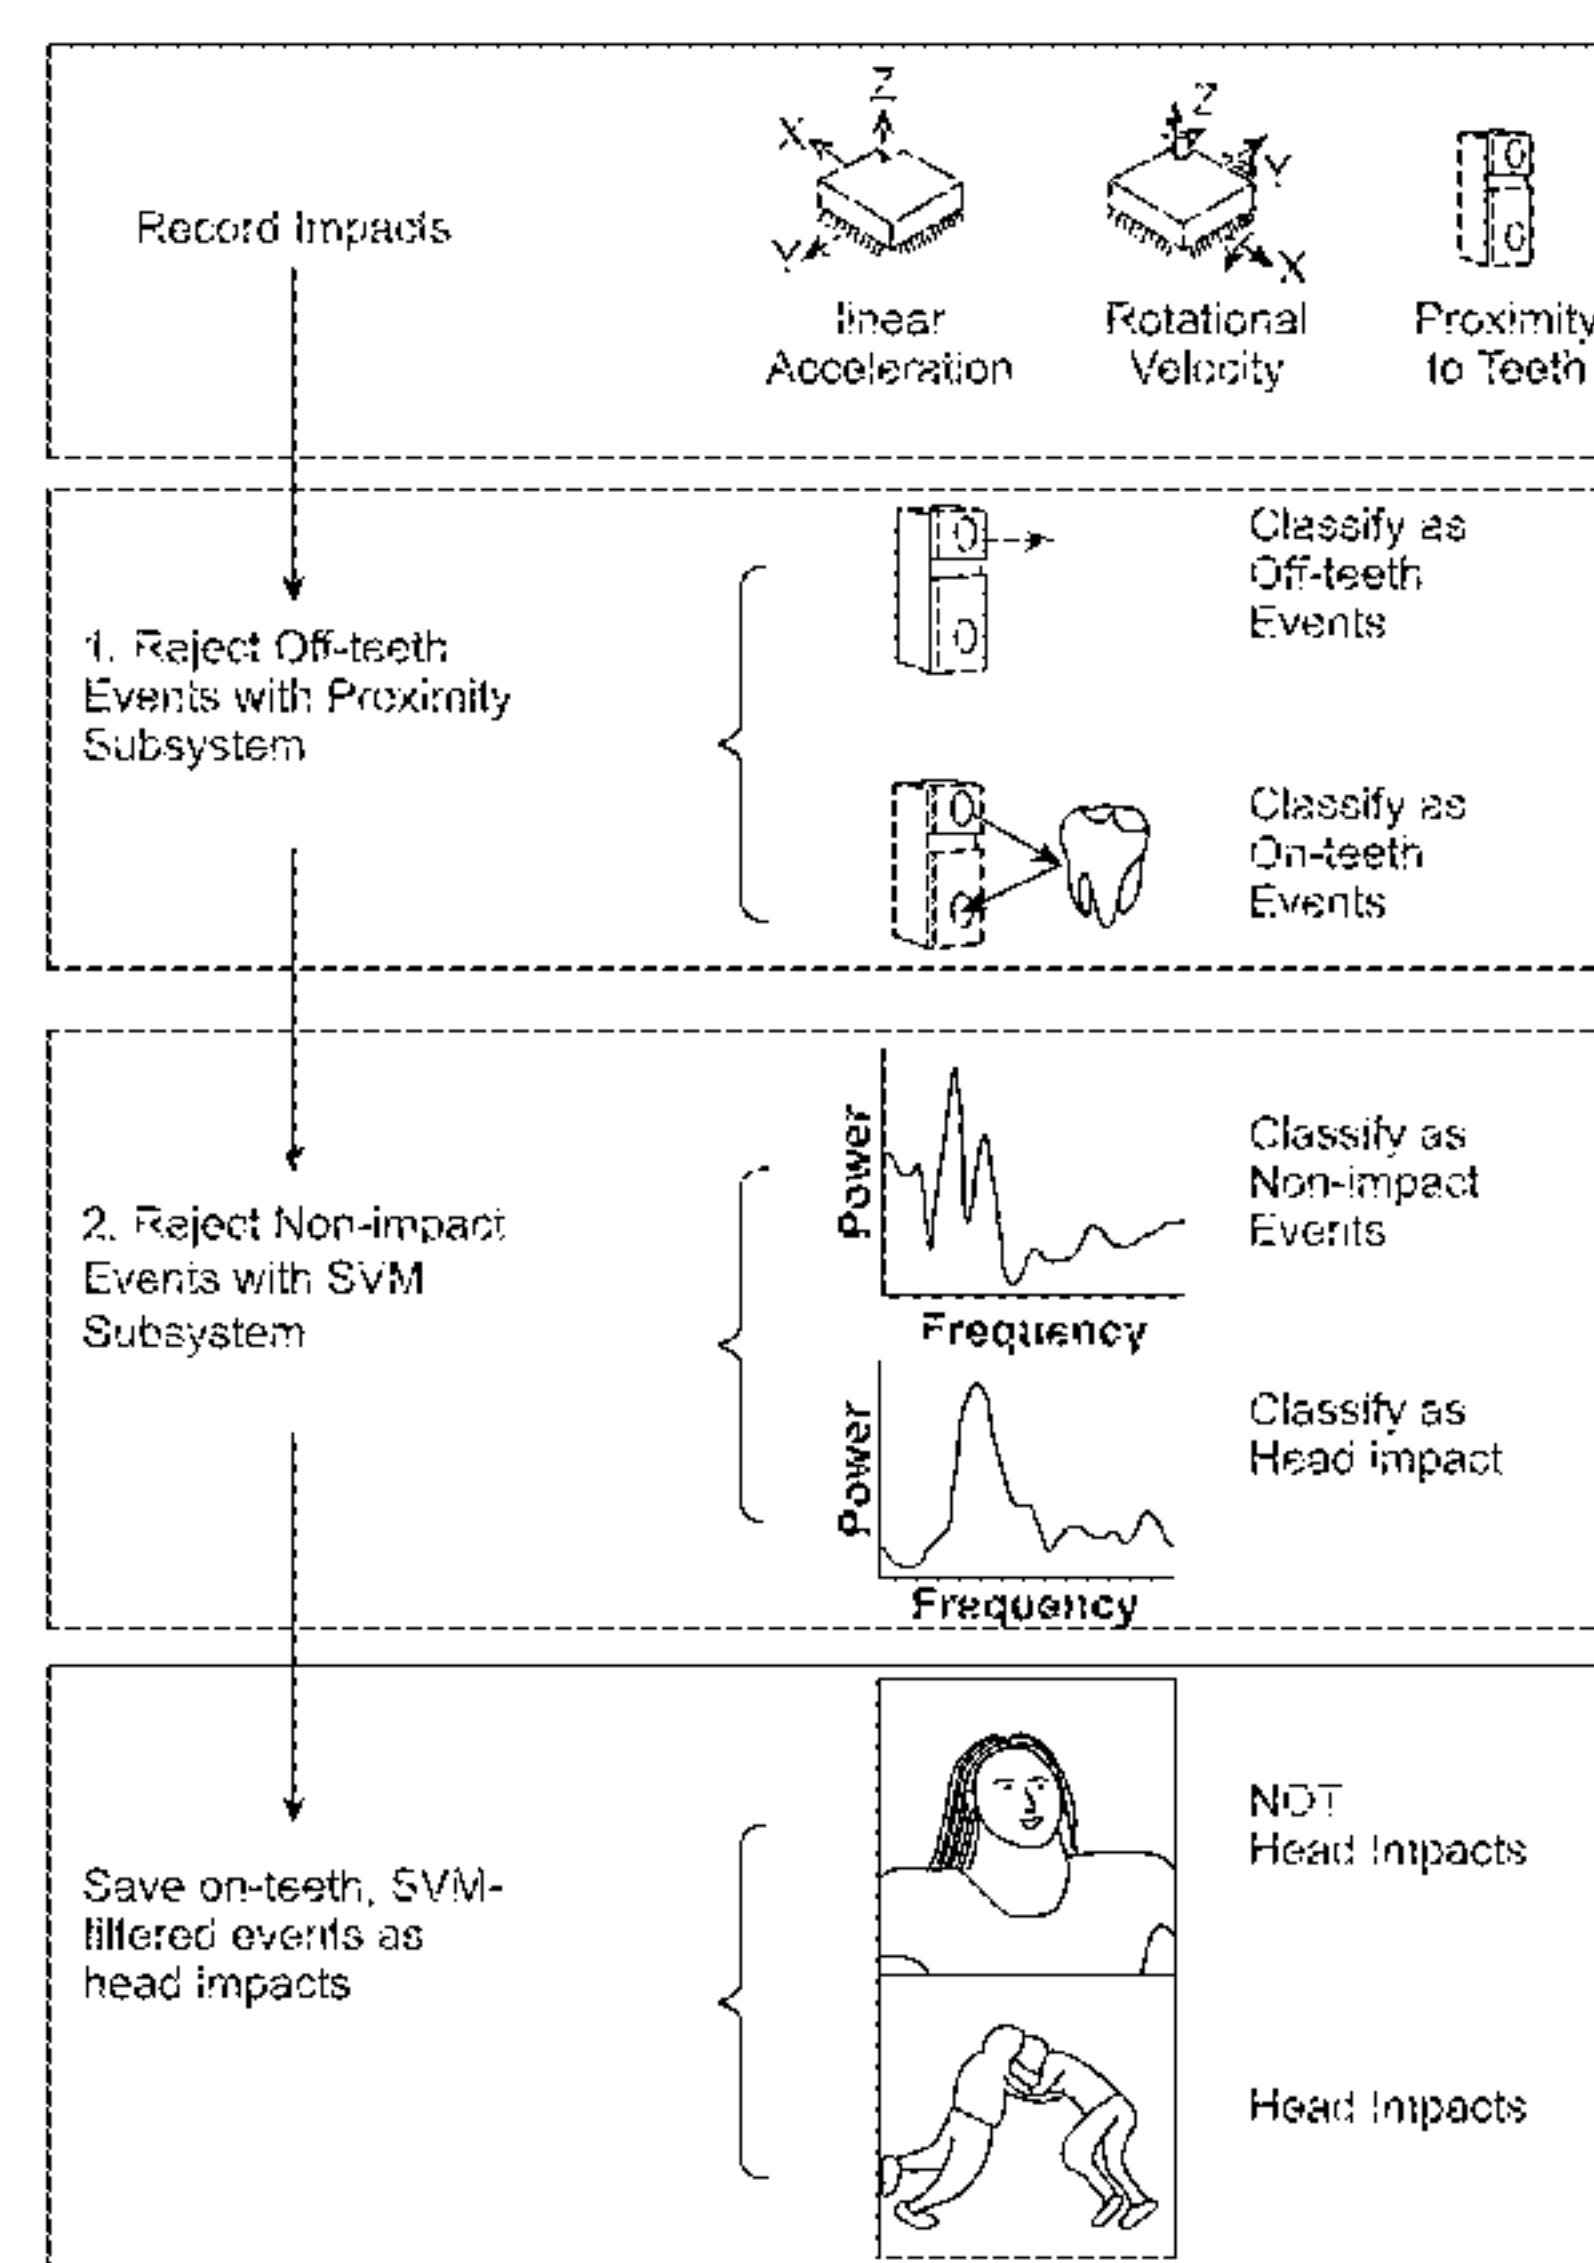 Record Impacts
Z
X
Y
linear
Acceleration
Z
Y
X
Rotational
Velocity
Proximity
to Teeth
1. Reject Off-teeth
Events with Proximity
Subsystem
Classify as
Off-teeth
Events
Classify as
On-teeth
Events
2. Reject Non-impact
Events with SVM
Subsystem
Power
Frequency
Classify as
Non-impact
Events
Power
Frequency
Classify as
Head impact
Save on-teeth, SVM-
filtered events as
head impacts
NOT
Head Impacts
Head Impacts